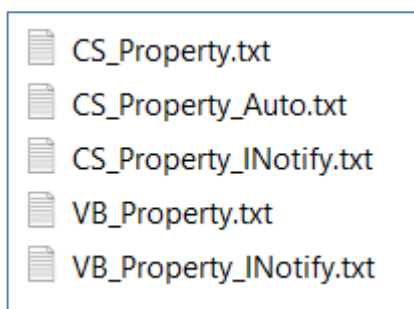 CS_Property.txt
CS_Property_Auto.txt
CS_Property_INotify.txt
VB_Property.txt
VB_Property_INotify.txt